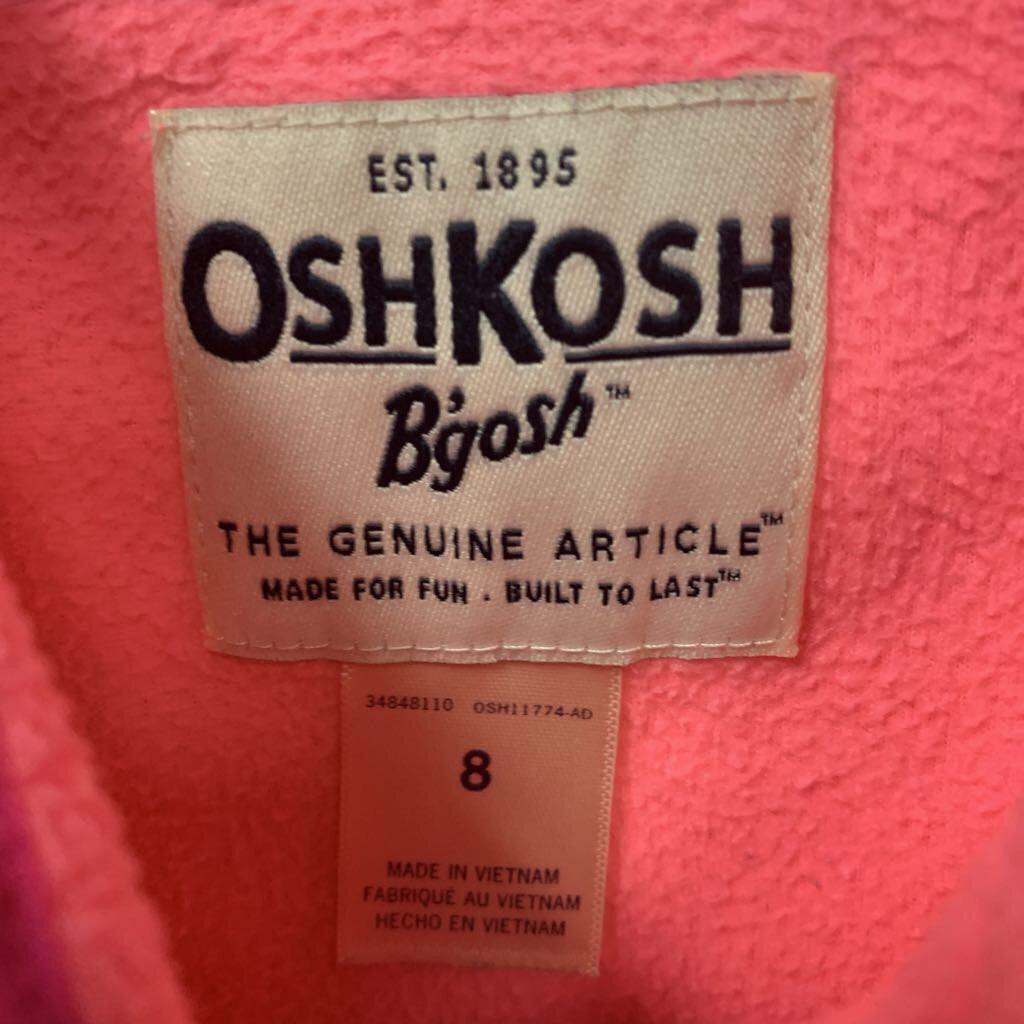 EST. 1895
OSHKOSH
B'gosh™
THE GENUINE ARTICLE™
MADE FOR FUN . BUILT TO LAST™
34848110 OSH11774-AD
8
MADE IN VIETNAM
FABRIQUÉ AU VIETNAM
HECHO EN VIETNAM